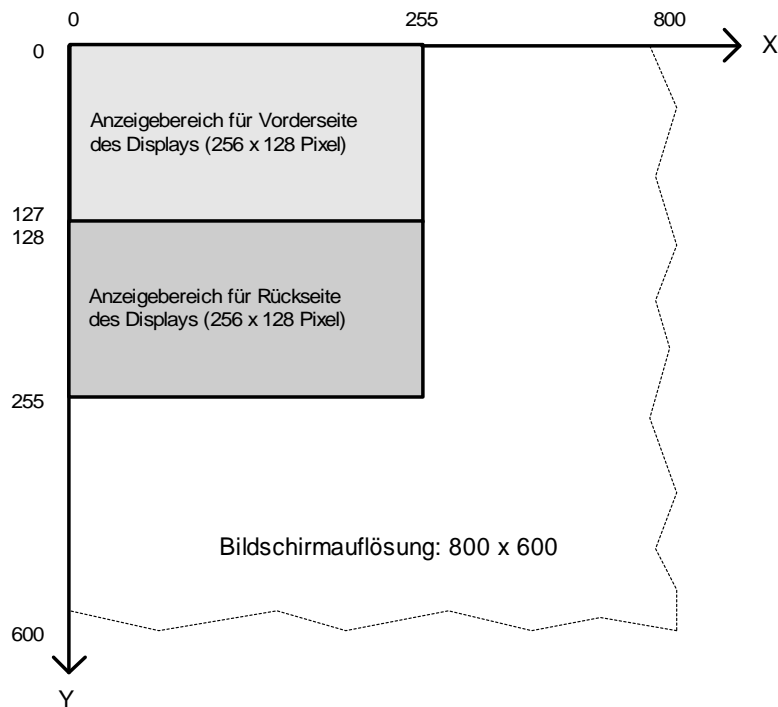 0 255 800
0 X
Anzeigebereich für Vorderseite
des Displays (256 x 128 Pixel)
127
128
Anzeigebereich für Rückseite
des Displays (256 x 128 Pixel)
255
Bildschirmauflösung: 800 x 600
600
Y